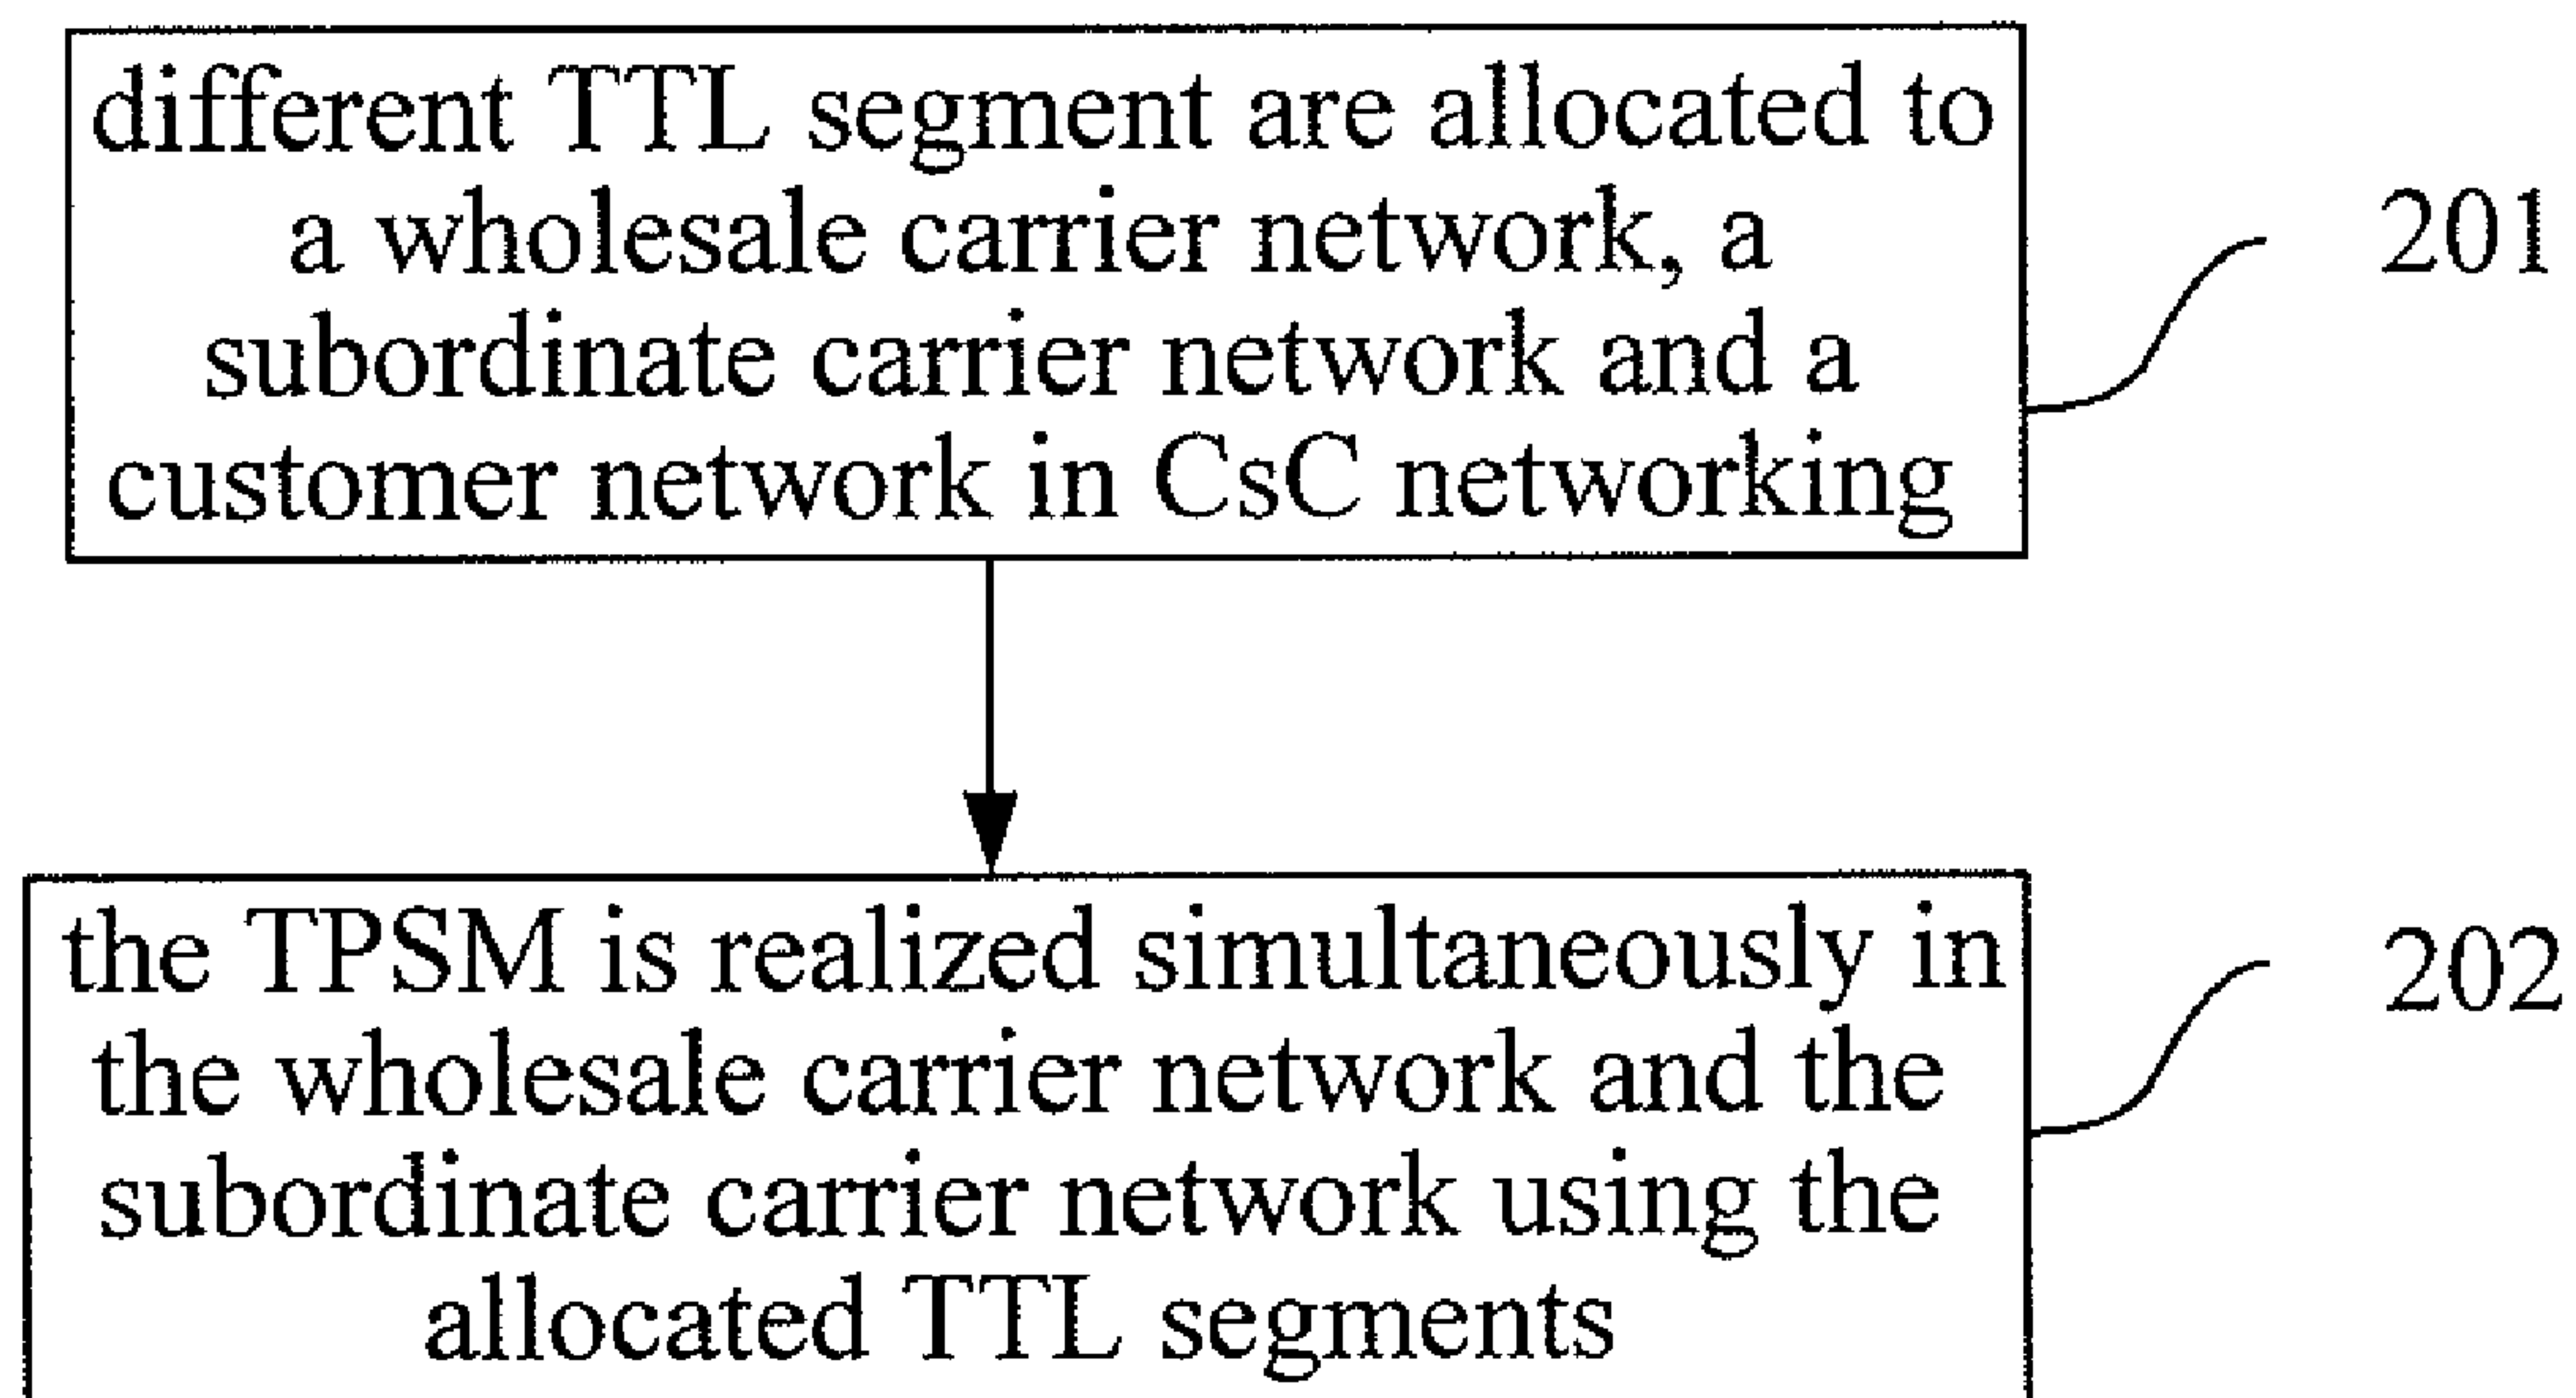 different TTL segment are allocated to
a wholesale carrier network, a
subordinate carrier network and a
customer network in CsC networking
201
the TPSM is realized simultaneously in
the wholesale carrier network and the
subordinate carrier network using the
allocated TTL segments
202